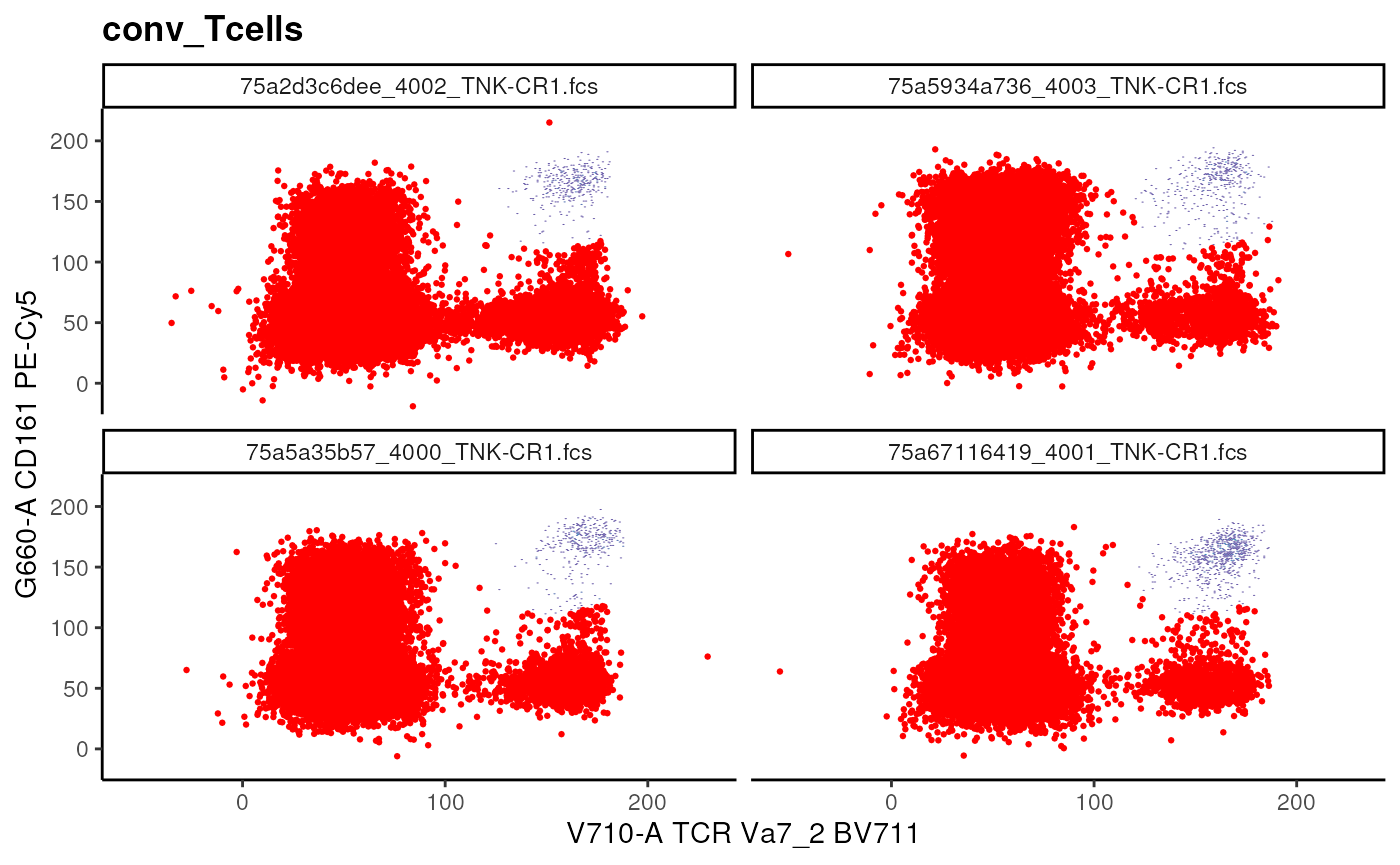 conv_Tcells
75a2d3c6dee_4002_TNK-CR1.fcs
75a5934a736_4003_TNK-CR1.fcs
200
150
100
50
0
75a5a35b57_4000_TNK-CR1.fcs
75a67116419_4001_TNK-CR1.fcs
200
150
100
50
0
0
100
200
0
100
200
G660-A CD161 PE-Cy5
V710-A TCR Va7_2 BV711